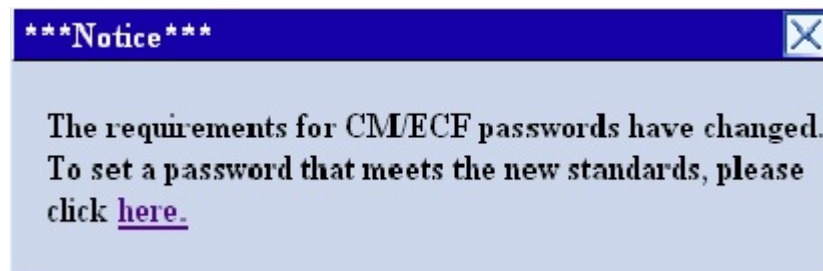 ***Notice***
The requirements for CM/ECF passwords have changed.
To set a password that meets the new standards, please
click here.